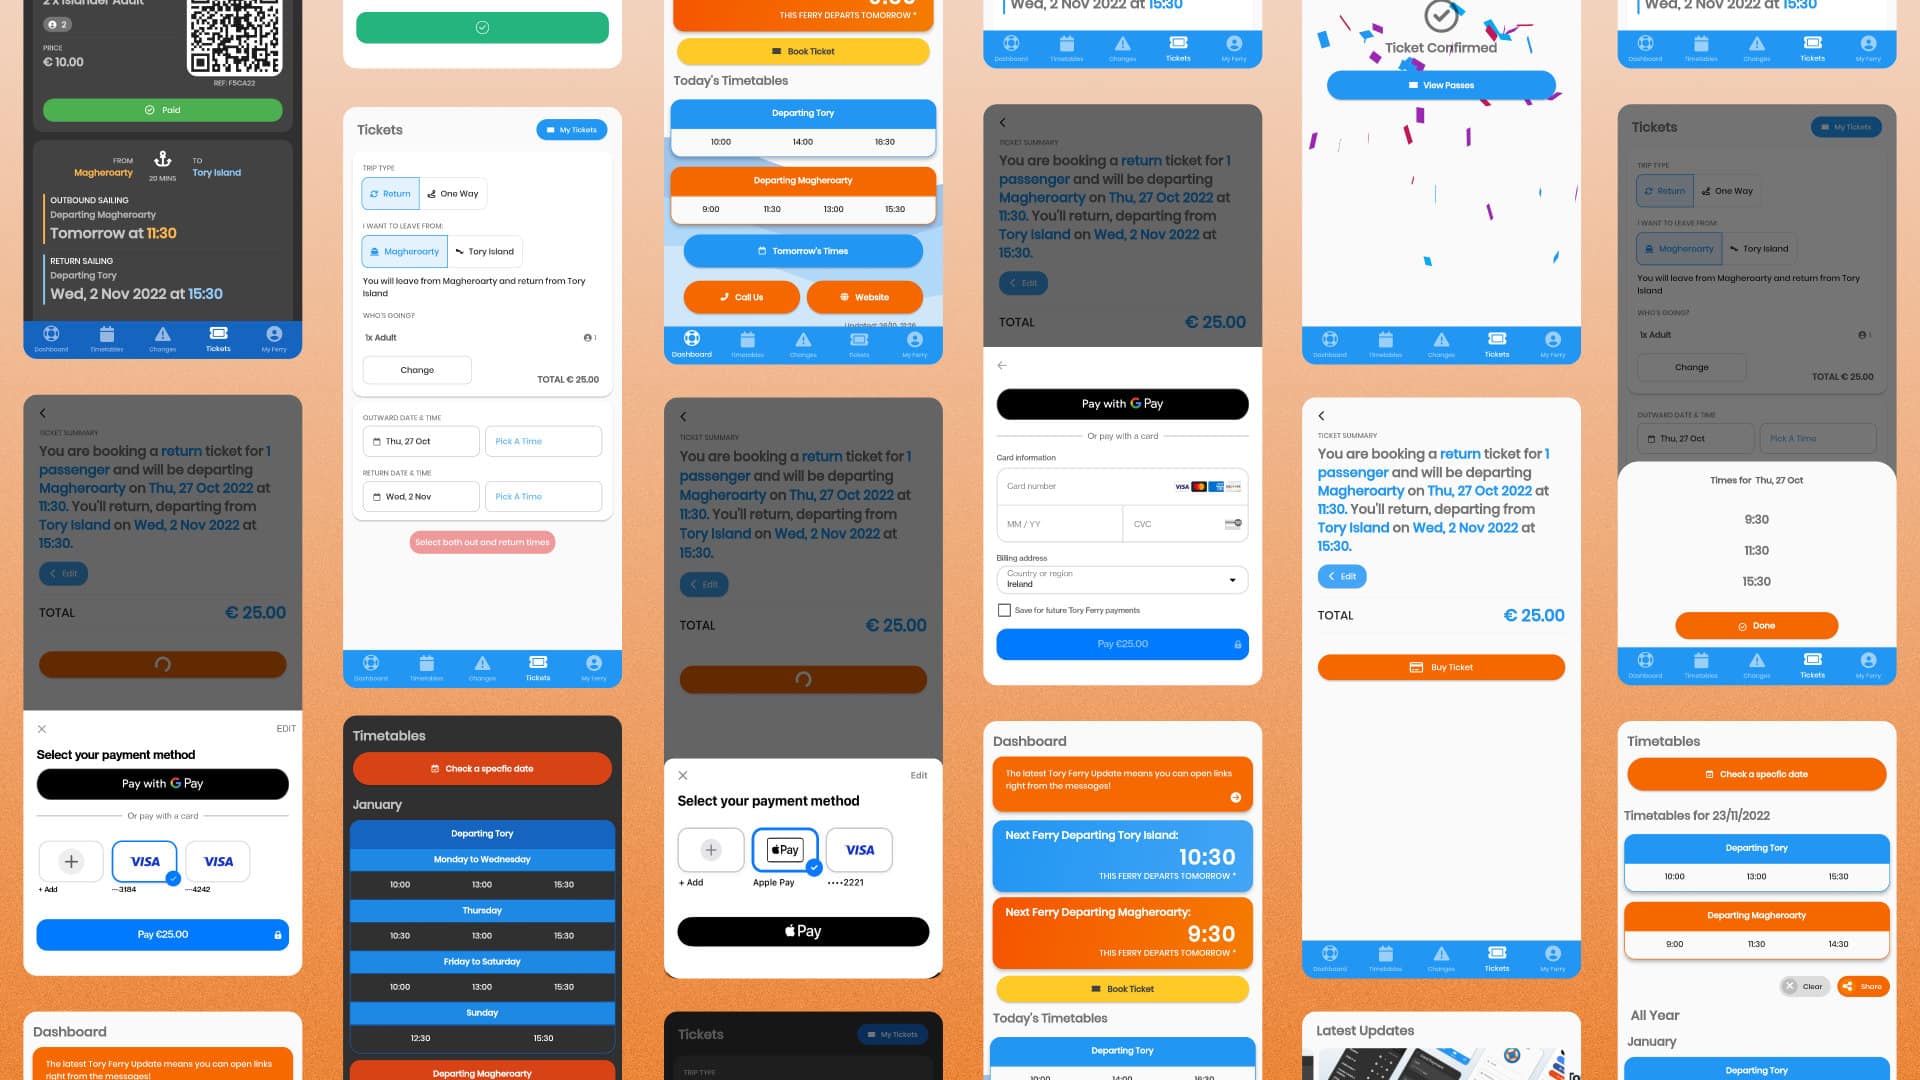 2 x Islander Adult
2
PRICE
€ 10.00
REF: F5CA22
Paid
FROM
Magheroarty
20 MINS
TO
Tory Island
OUTBOUND SAILING
Departing Magheroarty
Tomorrow at 11:30
RETURN SAILING
Departing Tory
Wed, 2 Nov 2022 at 15:30
Dashboard
Timetables
Changes
Tickets
My Ferry
TICKET SUMMARY
You are booking a return ticket for 1
passenger and will be departing
Magheroarty on Thu, 27 Oct 2022 at
11:30. You'll return, departing from
Tory Island on Wed, 2 Nov 2022 at
15:30.
Edit
TOTAL
€ 25.00
EDIT
Select your payment method
Pay with G Pay
Or pay with a card
VISA
VISA
+ Add
····3184
····4242
Pay €25.00
Dashboard
The latest Tory Ferry Update means you can open links
right from the messages!
Tickets
My Tickets
TRIP TYPE
Return
One Way
I WANT TO LEAVE FROM:
Magheroarty
Tory Island
You will leave from Magheroarty and return from Tory
Island
WHO'S GOING?
1x Adult
1
Change
TOTAL € 25.00
OUTWARD DATE & TIME
Thu, 27 Oct
Pick A Time
RETURN DATE & TIME
Wed, 2 Nov
Pick A Time
Select both out and return times
Dashboard
Timetables
Changes
Tickets
My Ferry
Timetables
Check a specfic date
January
Departing Tory
Monday to Wednesday
10:00 13:00 15:30
Thursday
10:30 13:00 15:30
Friday to Saturday
10:00 13:00 15:30
Sunday
12:30 15:30
Departing Magheroarty
9:30
THIS FERRY DEPARTS TOMORROW *
Book Ticket
Today's Timetables
Departing Tory
10:00 14:00 16:30
Departing Magheroarty
9:00 11:30 13:00 15:30
Tomorrow's Times
Call Us
Website
Dashboard
Timetables
Changes
Tickets
My Ferry
TICKET SUMMARY
You are booking a return ticket for 1
passenger and will be departing
Magheroarty on Thu, 27 Oct 2022 at
11:30. You'll return, departing from
Tory Island on Wed, 2 Nov 2022 at
15:30.
Edit
TOTAL
€ 25.00
Edit
Select your payment method
Pay
VISA
+ Add
Apple Pay
····2221
Pay
Tickets
My Tickets
TRIP TYPE
Wed, 2 Nov 2022 at 15:30
Dashboard
Timetables
Changes
Tickets
My Ferry
TICKET SUMMARY
You are booking a return ticket for 1
passenger and will be departing
Magheroarty on Thu, 27 Oct 2022 at
11:30. You'll return, departing from
Tory Island on Wed, 2 Nov 2022 at
15:30.
Edit
TOTAL
€ 25.00
Pay with G Pay
Or pay with a card
Card information
Card number
VISA
MM / YY
CVC
Billing address
Country or region
Ireland
Save for future Tory Ferry payments
Pay €25.00
Dashboard
The latest Tory Ferry Update means you can open links
right from the messages!
Next Ferry Departing Tory Island:
10:30
THIS FERRY DEPARTS TOMORROW *
Next Ferry Departing Magheroarty:
9:30
THIS FERRY DEPARTS TOMORROW *
Book Ticket
Today's Timetables
Departing Tory
10:00 14:00 16:30
Ticket Confirmed
View Passes
Dashboard
Timetables
Changes
Tickets
My Ferry
TICKET SUMMARY
You are booking a return ticket for 1
passenger and will be departing
Magheroarty on Thu, 27 Oct 2022 at
11:30. You'll return, departing from
Tory Island on Wed, 2 Nov 2022 at
15:30.
Edit
TOTAL
€ 25.00
Buy Ticket
Dashboard
Timetables
Changes
Tickets
My Ferry
Latest Updates
Wed, 2 Nov 2022 at 15:30
Dashboard
Timetables
Changes
Tickets
My Ferry
Tickets
My Tickets
TRIP TYPE
Return
One Way
I WANT TO LEAVE FROM:
Magheroarty
Tory Island
You will leave from Magheroarty and return from Tory
Island
WHO'S GOING?
1x Adult
1
Change
TOTAL € 25.00
OUTWARD DATE & TIME
Thu, 27 Oct
Pick A Time
Times for Thu, 27 Oct
9:30
11:30
15:30
Done
Dashboard
Timetables
Changes
Tickets
My Ferry
Timetables
Check a specfic date
Timetables for 23/11/2022
Departing Tory
10:00 13:00 15:30
Departing Magheroarty
9:00 11:30 14:30
Clear
Share
All Year
January
Departing Tory